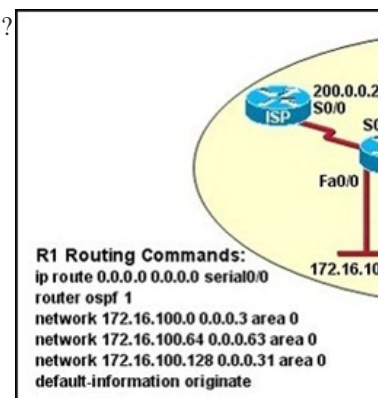 ?
200.0.0.2
S0/0
ISP
Fa0/0
172.16.10
R1 Routing Commands:
ip route 0.0.0.0 0.0.0.0 serial0/0
router ospf 1
network 172.16.100.0 0.0.0.3 area 0
network 172.16.100.64 0.0.0.63 area 0
network 172.16.100.128 0.0.0.31 area 0
default-information originate